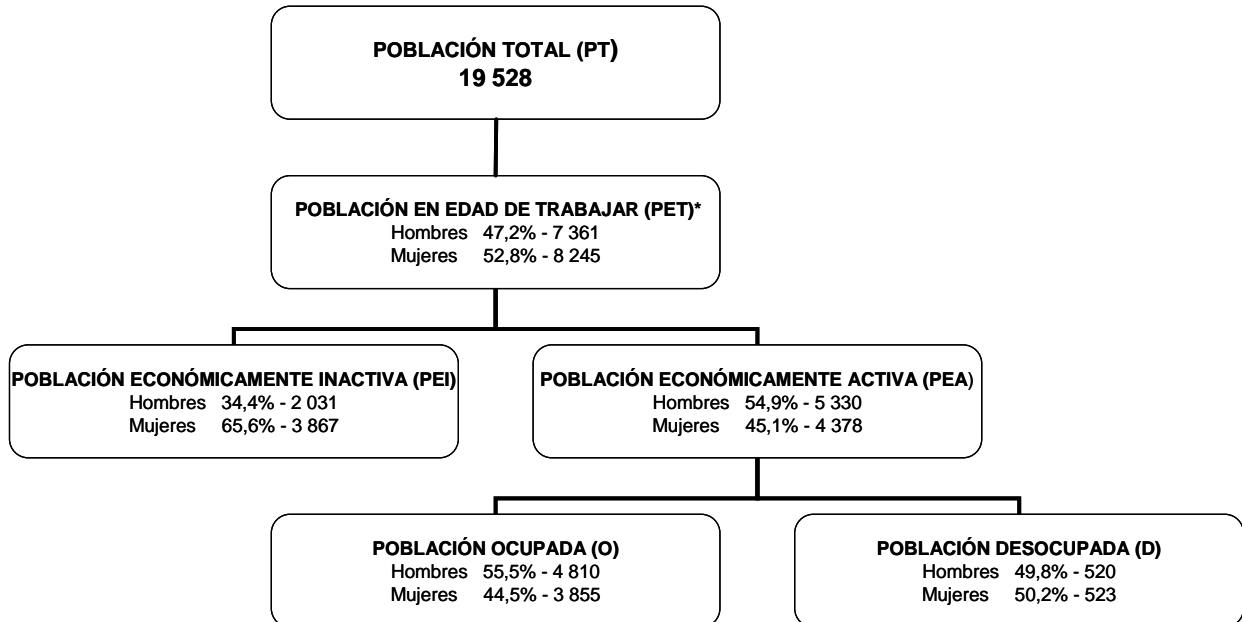 POBLACIÓN TOTAL (PT)
19 528
POBLACIÓN EN EDAD DE TRABAJAR (PET)*
Hombres 47,2% - 7 361
Mujeres 52,8% - 8 245
POBLACIÓN ECONÓMICAMENTE INACTIVA (PEI)
Hombres 34,4% - 2 031
Mujeres 65,6% - 3 867
POBLACIÓN ECONÓMICAMENTE ACTIVA (PEA)
Hombres 54,9% - 5 330
Mujeres 45,1% - 4 378
POBLACIÓN OCUPADA (O)
Hombres 55,5% - 4 810
Mujeres 44,5% - 3 855
POBLACIÓN DESOCUPADA (D)
Hombres 49,8% - 520
Mujeres 50,2% - 523